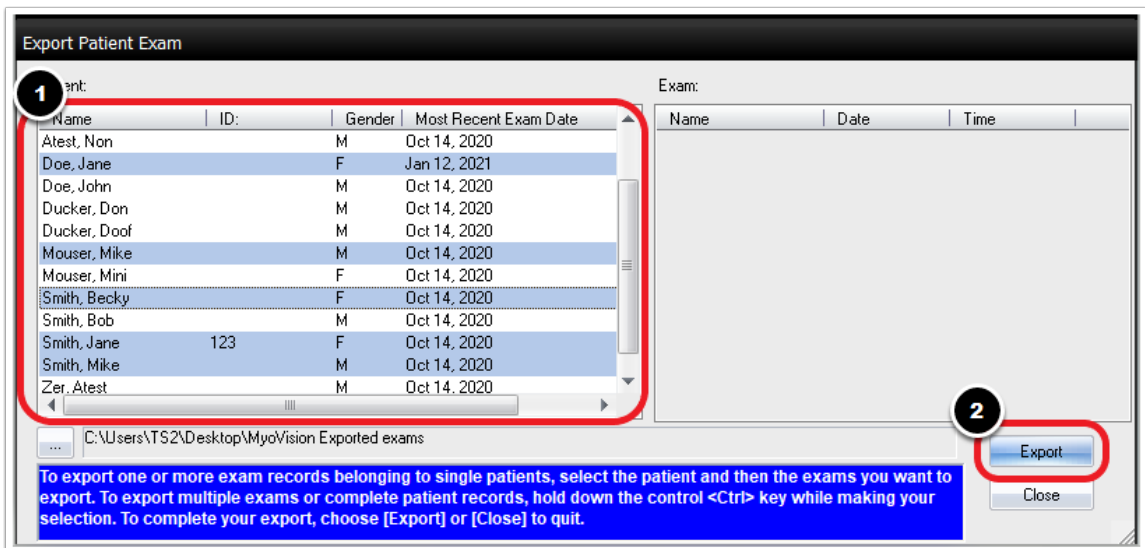 Export Patient Exam
1
ent:
Exam:
Name ID: Gender Most Recent Exam Date
Name Date Time
Atest, Non M Oct 14, 2020
Doe, Jane F Jan 12, 2021
Doe, John M Oct 14, 2020
Ducker, Don M Oct 14, 2020
Ducker, Doof M Oct 14, 2020
Mouser, Mike M Oct 14, 2020
Mouser, Mini F Oct 14, 2020
Smith, Becky F Oct 14, 2020
Smith, Bob M Oct 14, 2020
Smith, Jane 123 F Oct 14, 2020
Smith, Mike M Oct 14, 2020
Zer, Atest M Oct 14, 2020
2
... C:\Users\TS2\Desktop\MyoVision Exported exams
Export
To export one or more exam records belonging to single patients, select the patient and then the exams you want to
export. To export multiple exams or complete patient records, hold down the control <Ctrl> key while making your
selection. To complete your export, choose [Export] or [Close] to quit.
Close